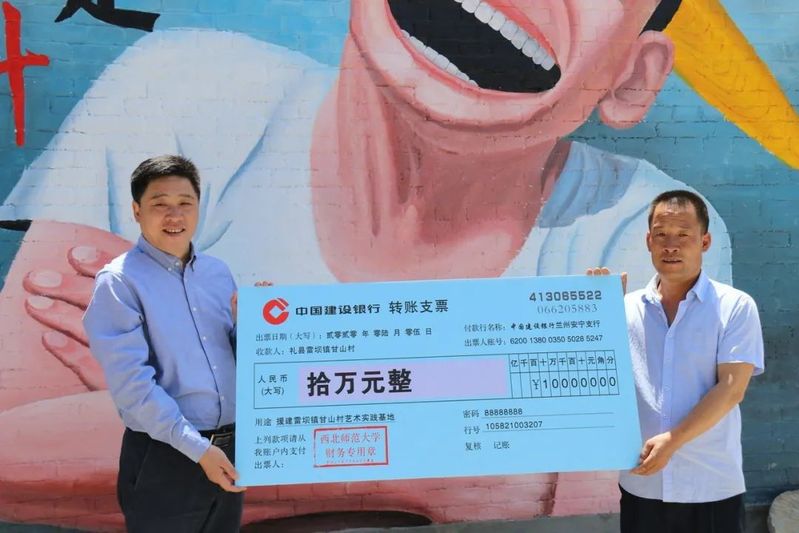 中国建设银行 转账支票
413065522
066205883
出票日期（大写）：贰零贰零 年 零陆 月 零伍 日
付款行名称：中国建设银行兰州安宁支行
收款人：礼县雷坝镇甘山村
出票人账号：6200 1380 0350 5028 5247
人民币
（大写）
拾万元整
亿千百十万千百十元角分
¥10000000
用途 援建雷坝镇甘山村艺术实践基地
密码 88888888
上列款项请从
行号 105821003207
我账户内支付
复核 记账
出票人：
西北师范大学
财务专用章